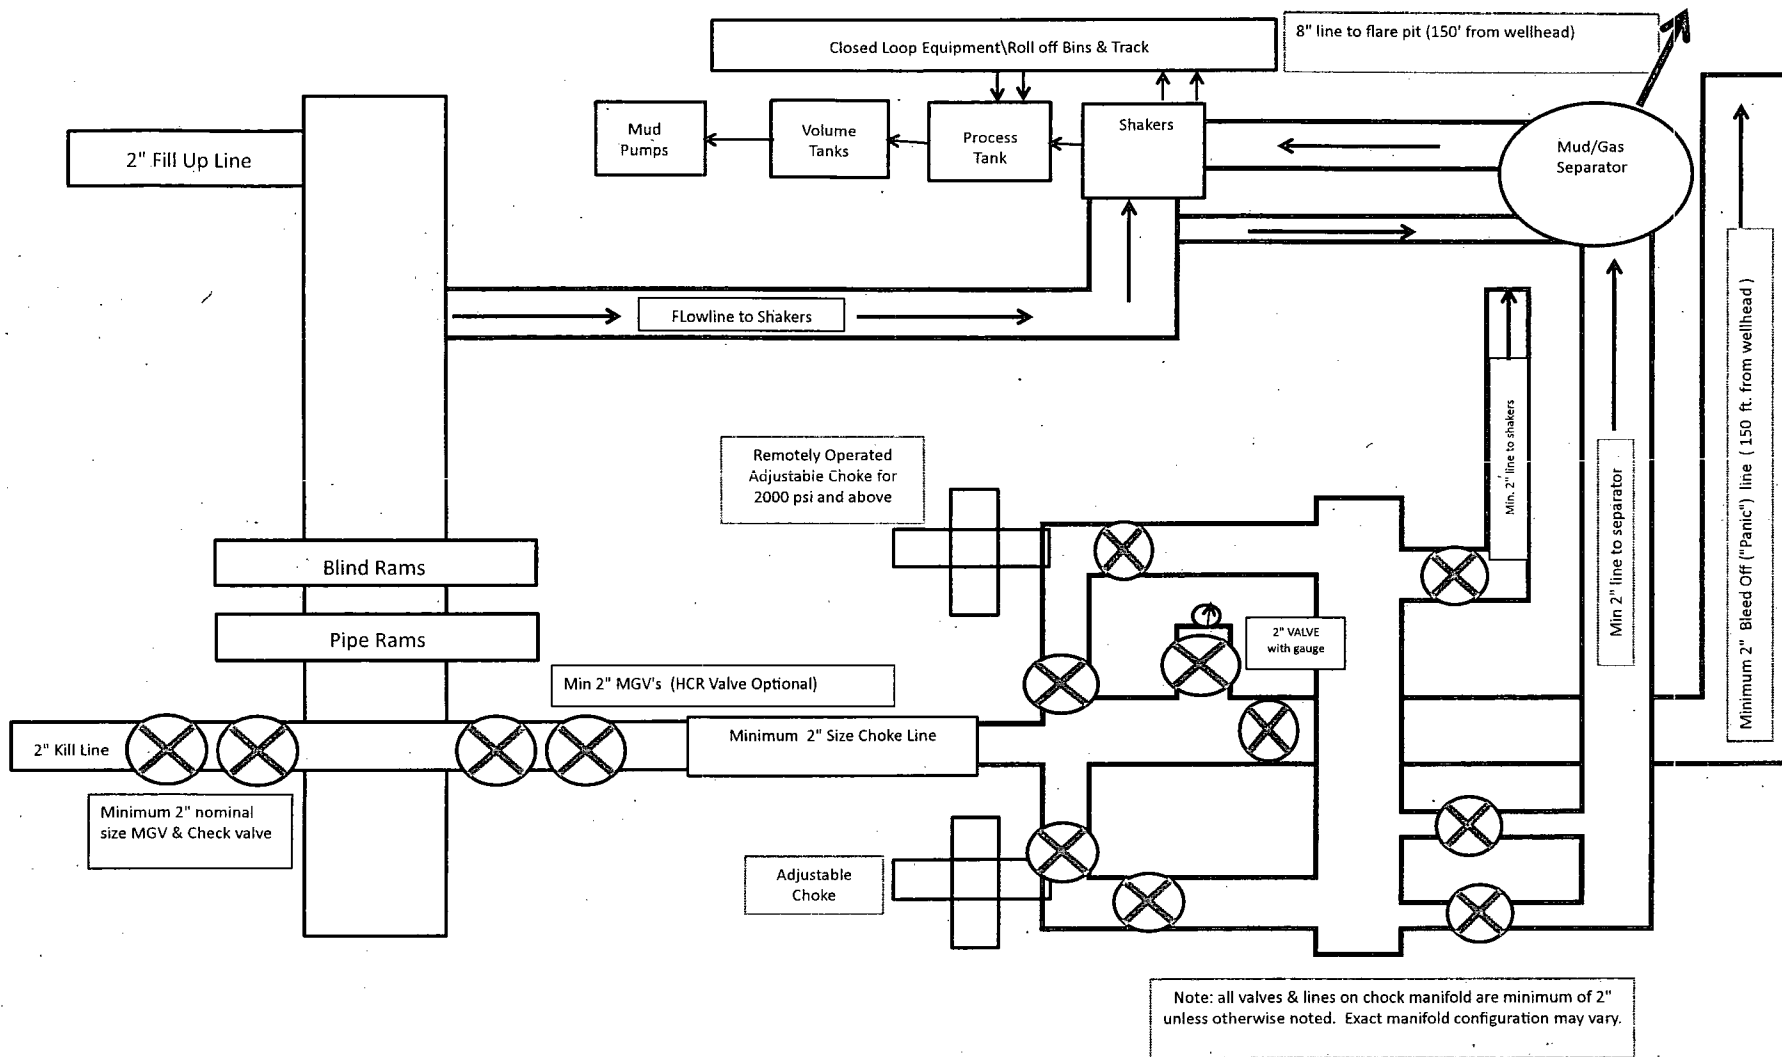 Closed Loop Equipment\Roll off Bins & Track
8" line to flare pit (150' from wellhead)
2" Fill Up Line
Mud
Pumps
Volume
Tanks
Process
Tank
Shakers
Mud/Gas
Separator
FLowline to Shakers
Remotely Operated
Adjustable Choke for
2000 psi and above
Min. 2" line to shakers
Min 2" line to separator
Minimum 2" Bleed Off ("Panic") line ( 150 ft. from wellhead )
Blind Rams
Pipe Rams
2" VALVE
with gauge
Min 2" MGV's (HCR Valve Optional)
2" Kill Line
Minimum 2" Size Choke Line
Minimum 2" nominal
size MGV & Check valve
Adjustable
Choke
Note: all valves & lines on chock manifold are minimum of 2"
unless otherwise noted. Exact manifold configuration may vary.